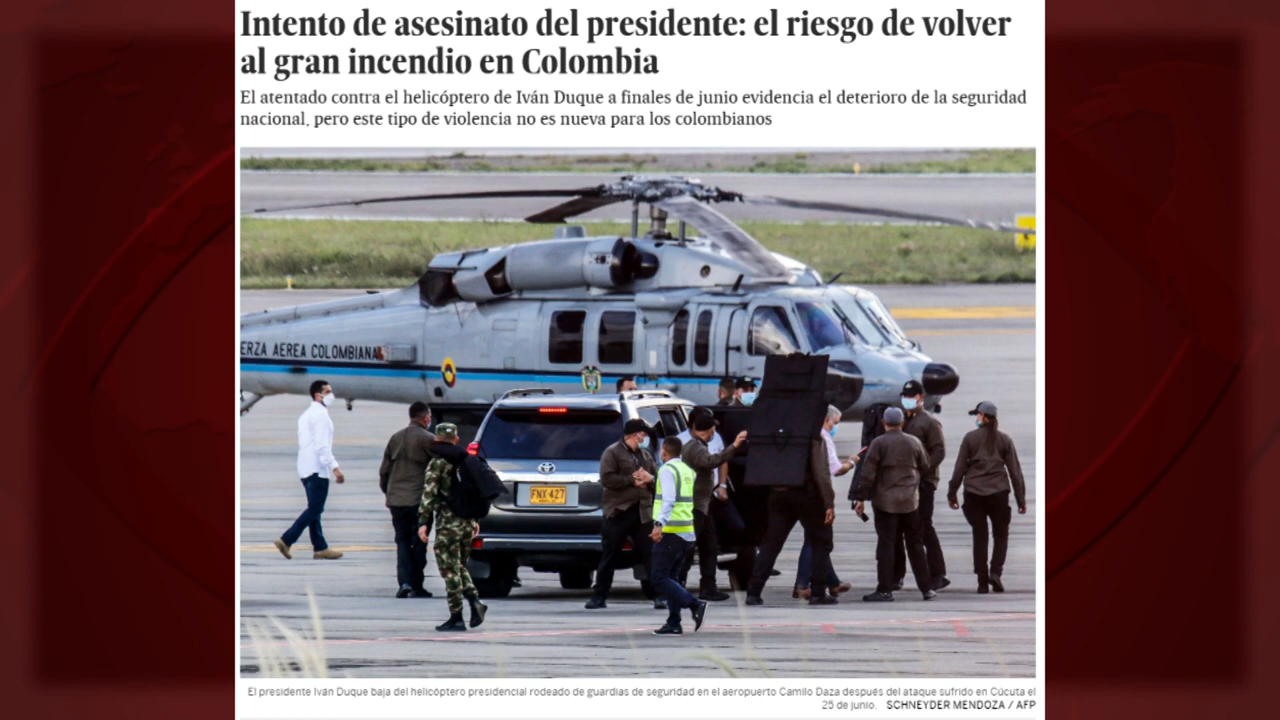 Intento de asesinato del presidente: el riesgo de volver
al gran incendio en Colombia
El atentado contra el helicóptero de Iván Duque a finales de junio evidencia el deterioro de la seguridad
nacional, pero este tipo de violencia no es nueva para los colombianos
ERZA AEREA COLOMBIANA
FNX 427
El presidente Iván Duque baja del helicóptero presidencial rodeado de guardias de seguridad en el aeropuerto Camilo Daza después del ataque sufrido en Cúcuta el
25 de junio. SCHNEYDER MENDOZA / AFP